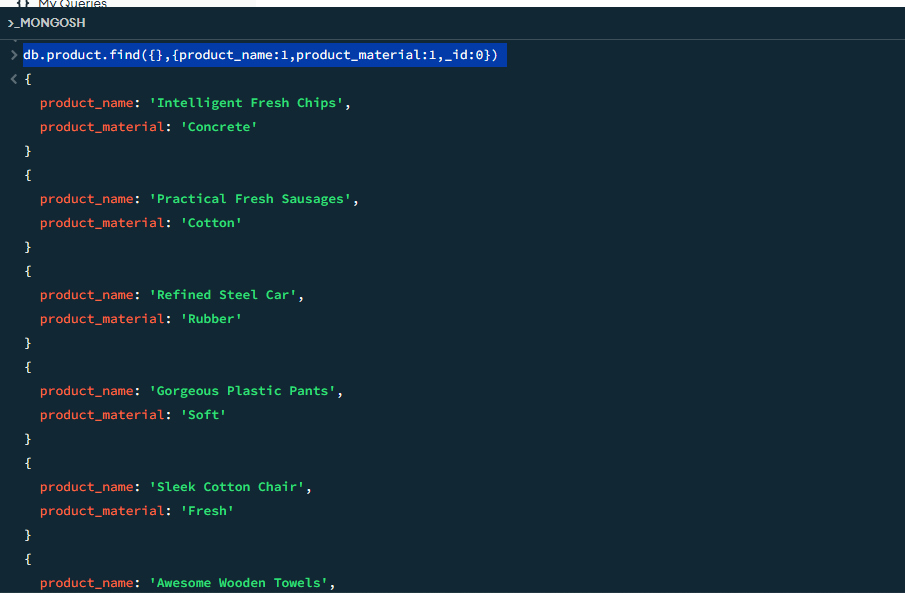 My Queries
>_MONGOSH
> db.product.find({},{product_name:1,product_material:1,_id:0})
< {
product_name: 'Intelligent Fresh Chips',
product_material: 'Concrete'
}
{
product_name: 'Practical Fresh Sausages',
product_material: 'Cotton'
}
{
product_name: 'Refined Steel Car',
product_material: 'Rubber'
}
{
product_name: 'Gorgeous Plastic Pants',
product_material: 'Soft'
}
{
product_name: 'Sleek Cotton Chair',
product_material: 'Fresh'
}
{
product_name: 'Awesome Wooden Towels',